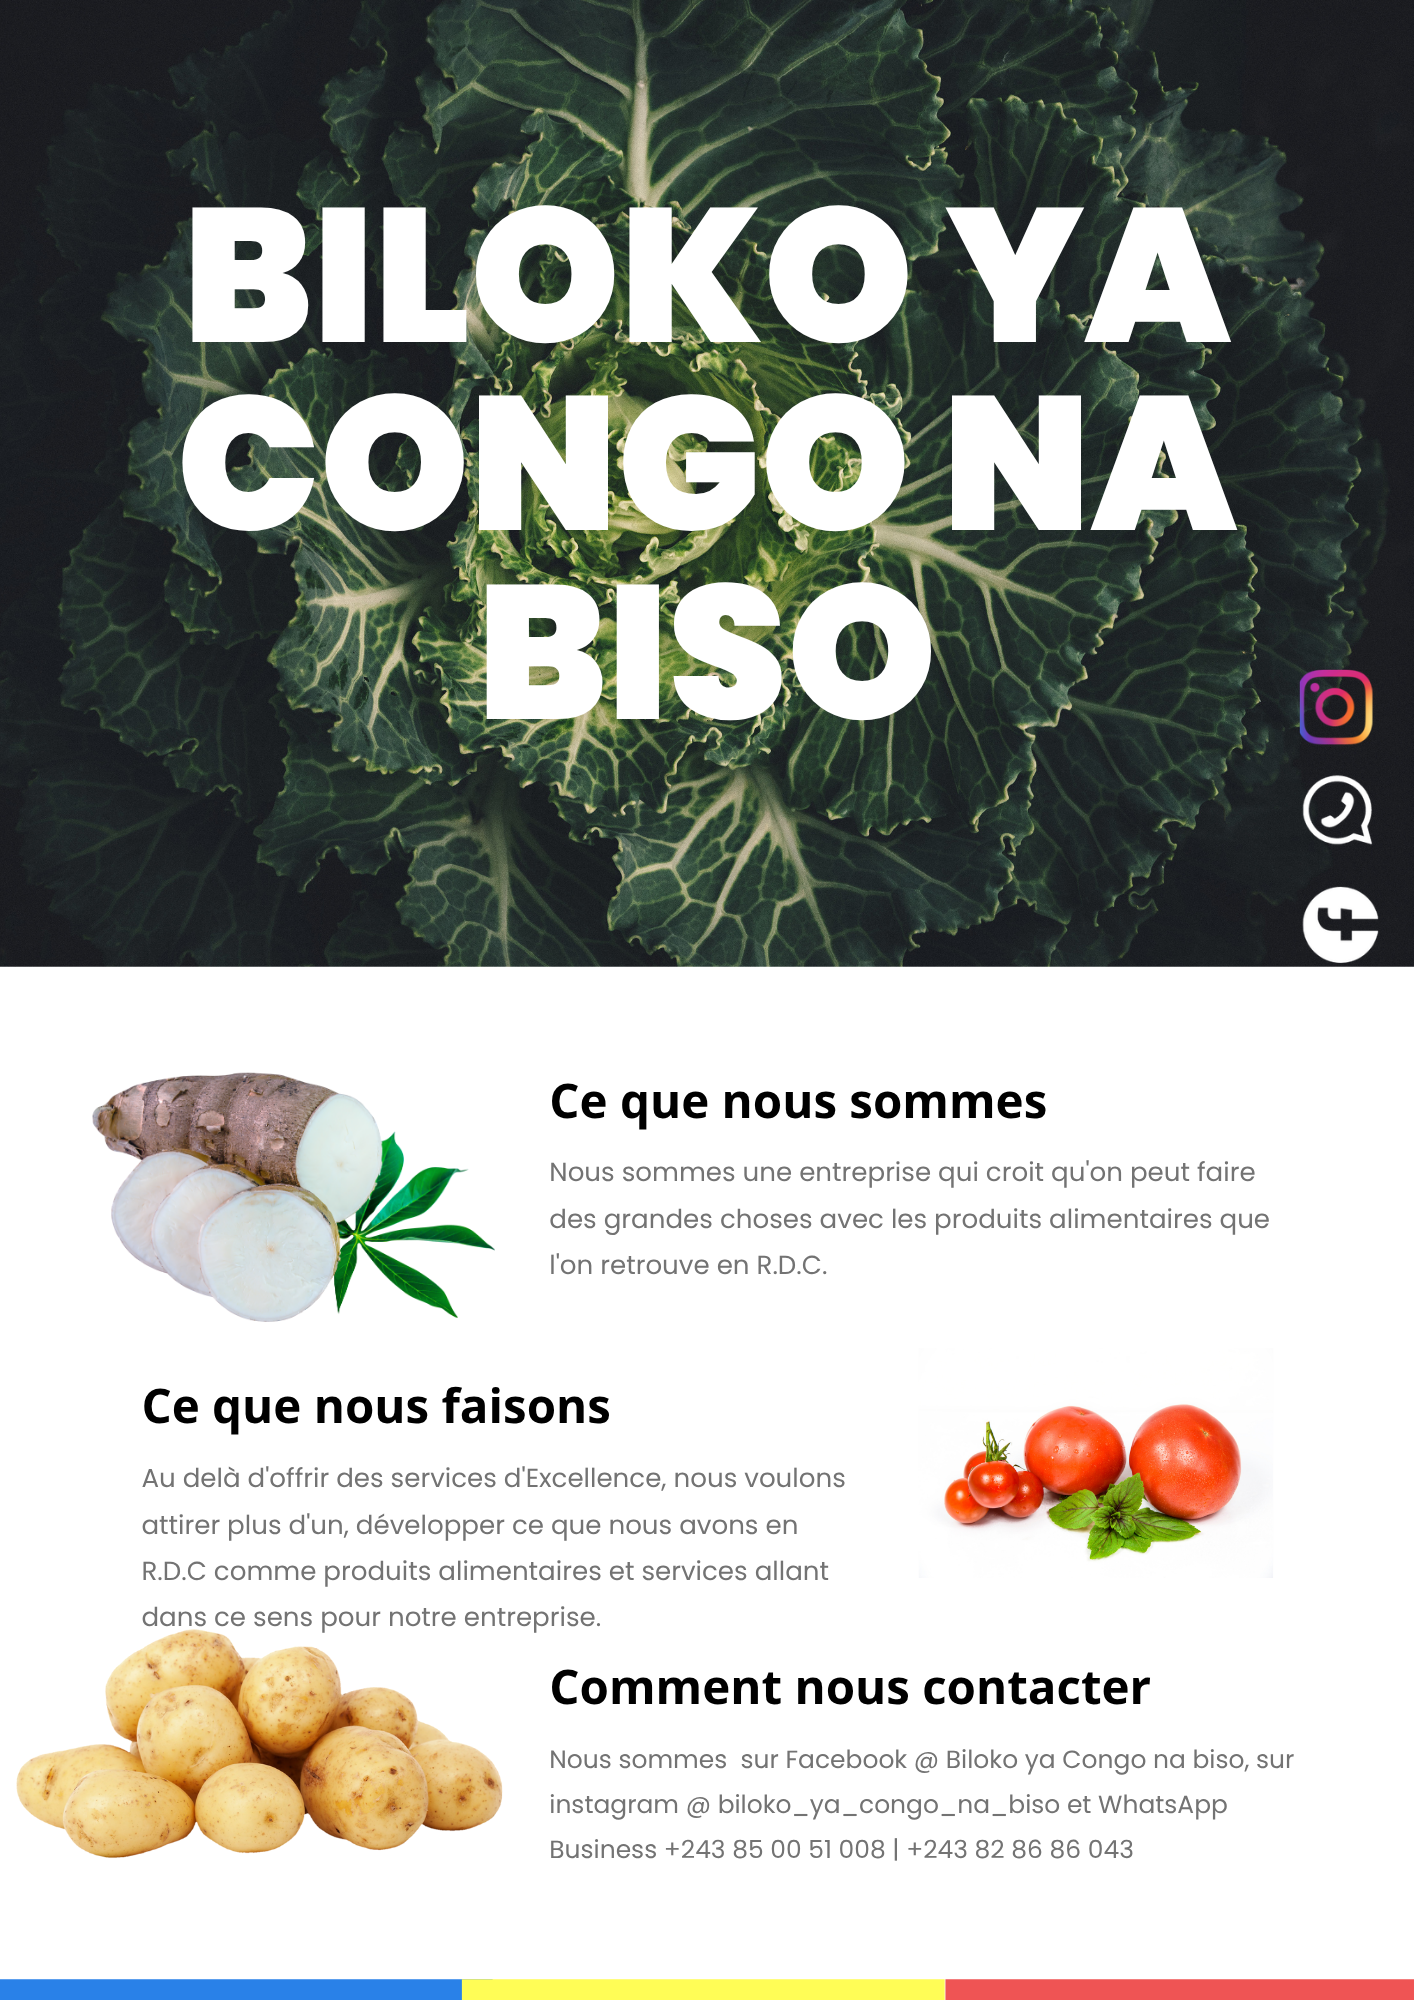 BILOKO YA
CONGO NA
BISO
Ce que nous sommes
Nous sommes une entreprise qui croit qu'on peut faire
des grandes choses avec les produits alimentaires que
l'on retrouve en R.D.C.
Ce que nous faisons
Au delà d'offrir des services d'Excellence, nous voulons
attirer plus d'un, développer ce que nous avons en
R.D.C comme produits alimentaires et services allant
dans ce sens pour notre entreprise.
Comment nous contacter
Nous sommes  sur Facebook @ Biloko ya Congo na biso, sur
instagram @ biloko_ya_congo_na_biso et WhatsApp
Business +243 85 00 51 008 | +243 82 86 86 043